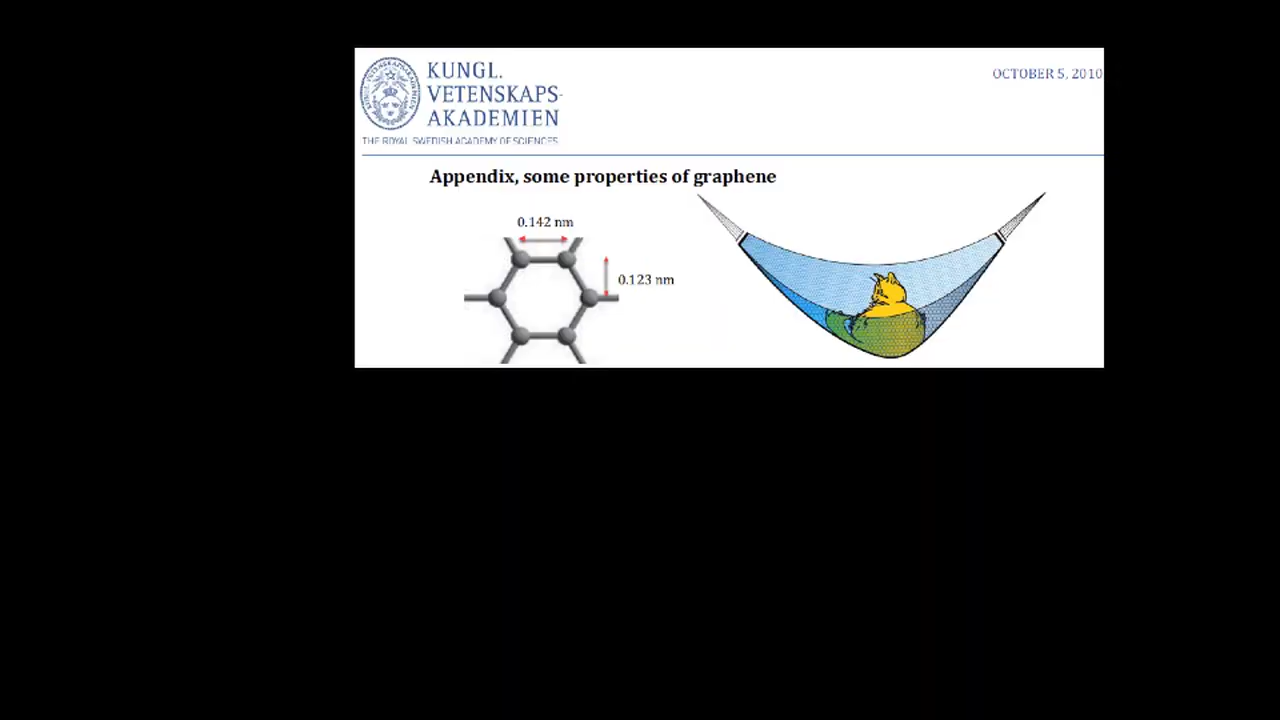 KUNGL.
VETENSKAPS-
AKADEMIEN
THE ROYAL SWEDISH ACADEMY OF SCIENCES
OCTOBER 5, 2010
Appendix, some properties of graphene
0.142 nm
0.123 nm